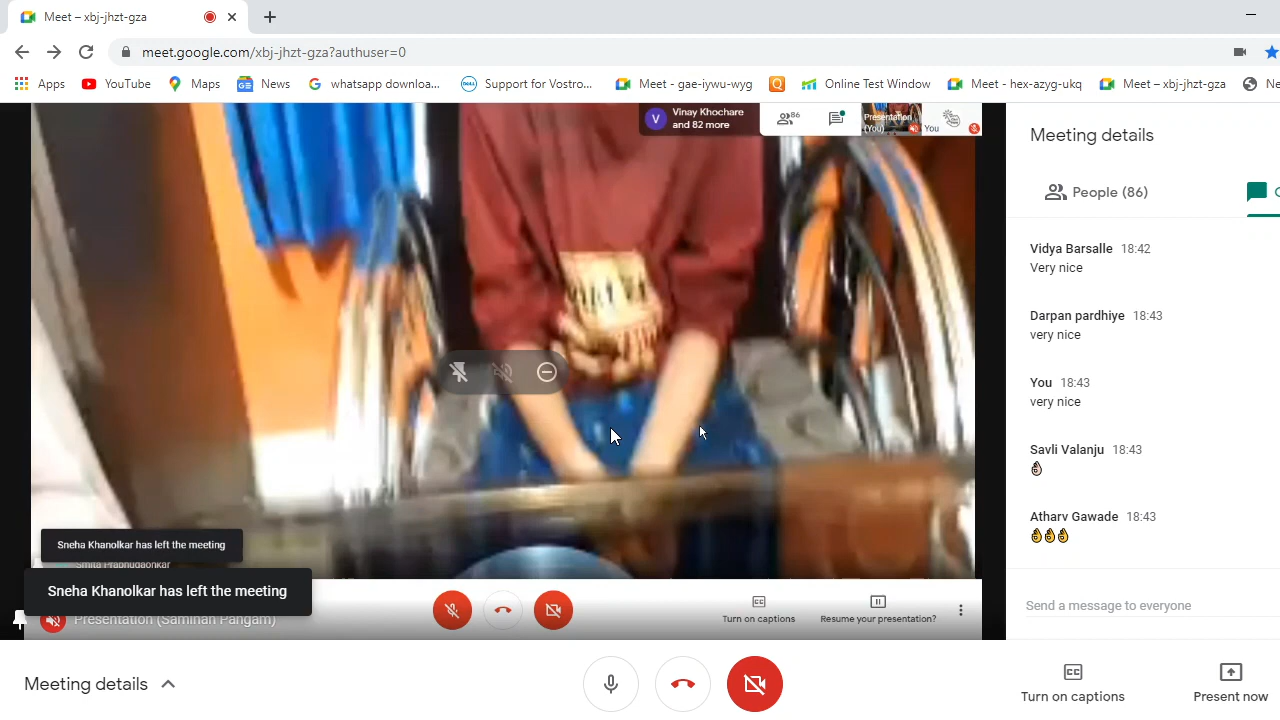 Meet – xbj-jhzt-gza
meet.google.com/xbj-jhzt-gza?authuser=0
Apps YouTube Maps News whatsapp downloa... Support for Vostro... Meet - gae-iywu-wyg Online Test Window Meet - hex-azyg-ukq Meet – xbj-jhzt-gza Ne
V Vinay Khochare
and 82 more
86
Presentation
(You)
You
Meeting details
People (86)
Vidya Barsalle 18:42
Very nice
Darpan pardhiye 18:43
very nice
You 18:43
very nice
Savli Valanju 18:43
👌🏻
Atharv Gawade 18:43
👌👌👌
Send a message to everyone
Sneha Khanolkar has left the meeting
Smita Prabhugaonkar
Sneha Khanolkar has left the meeting
Presentation (Saminah Pangam)
Turn on captions
Resume your presentation?
Meeting details
Turn on captions
Present now